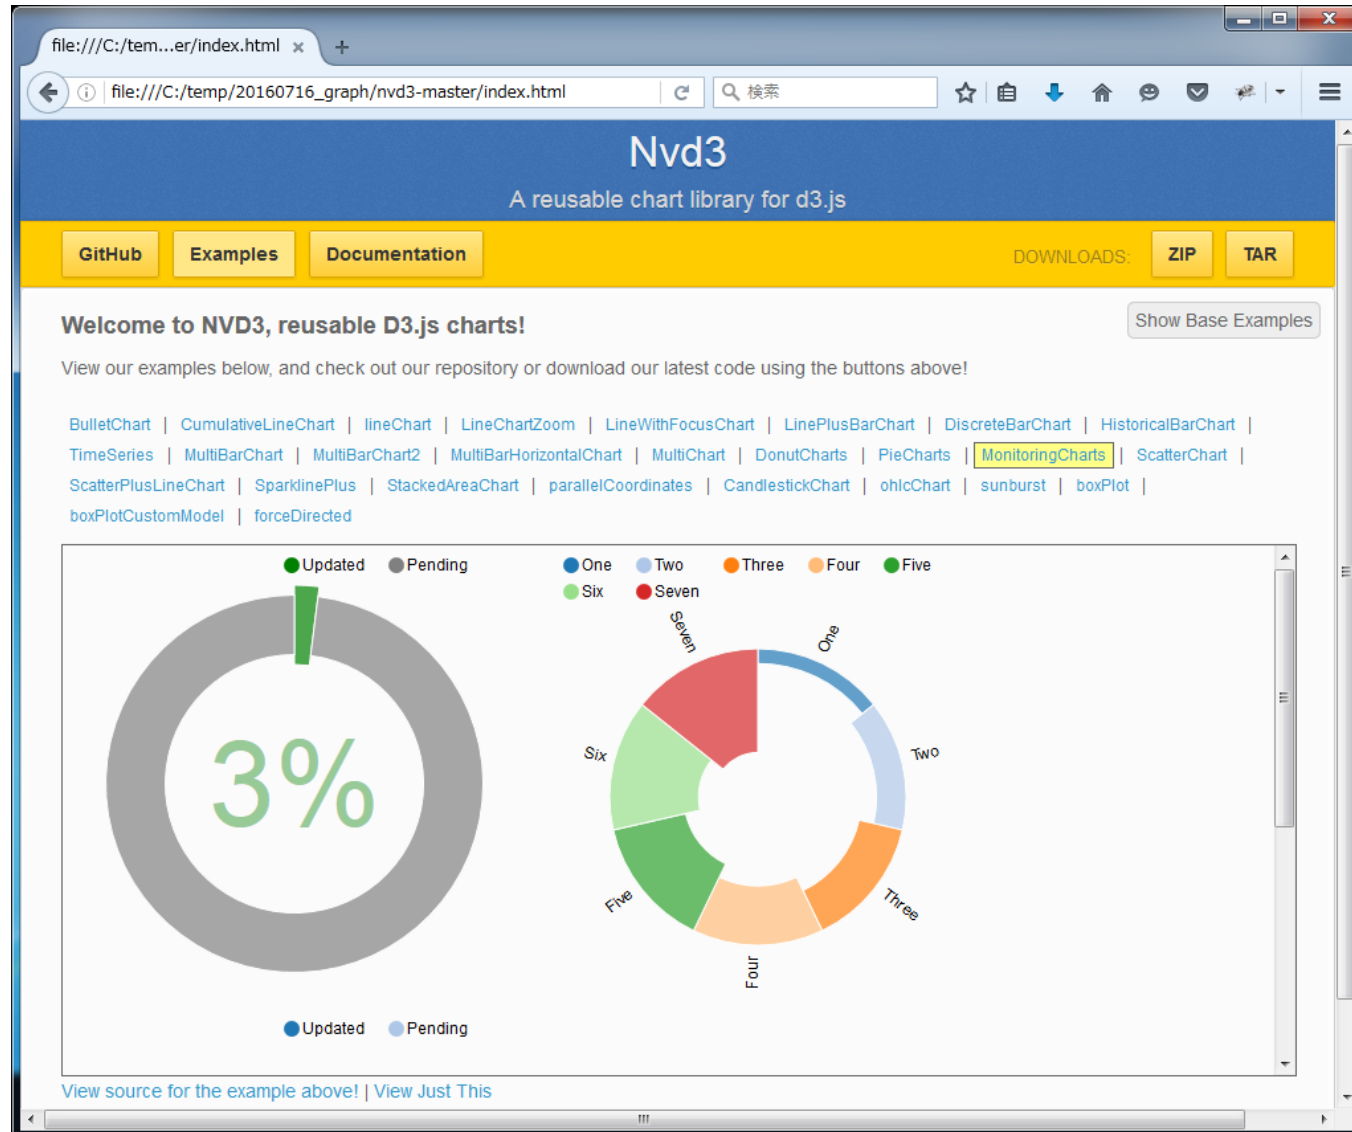 file:///C:/tem...er/index.html
file:///C:/temp/20160716_graph/nvd3-master/index.html 検索
Nvd3
A reusable chart library for d3.js
GitHub Examples Documentation DOWNLOADS: ZIP TAR
Welcome to NVD3, reusable D3.js charts! Show Base Examples
View our examples below, and check out our repository or download our latest code using the buttons above!
BulletChart | CumulativeLineChart | lineChart | LineChartZoom | LineWithFocusChart | LinePlusBarChart | DiscreteBarChart | HistoricalBarChart |
TimeSeries | MultiBarChart | MultiBarChart2 | MultiBarHorizontalChart | MultiChart | DonutCharts | PieCharts | MonitoringCharts | ScatterChart |
ScatterPlusLineChart | SparklinePlus | StackedAreaChart | parallelCoordinates | CandlestickChart | ohlcChart | sunburst | boxPlot |
boxPlotCustomModel | forceDirected
Updated Pending
3%
Updated Pending
One Two Three Four Five
Six Seven
One
Two
Three
Four
Five
Six
Seven
View source for the example above! | View Just This